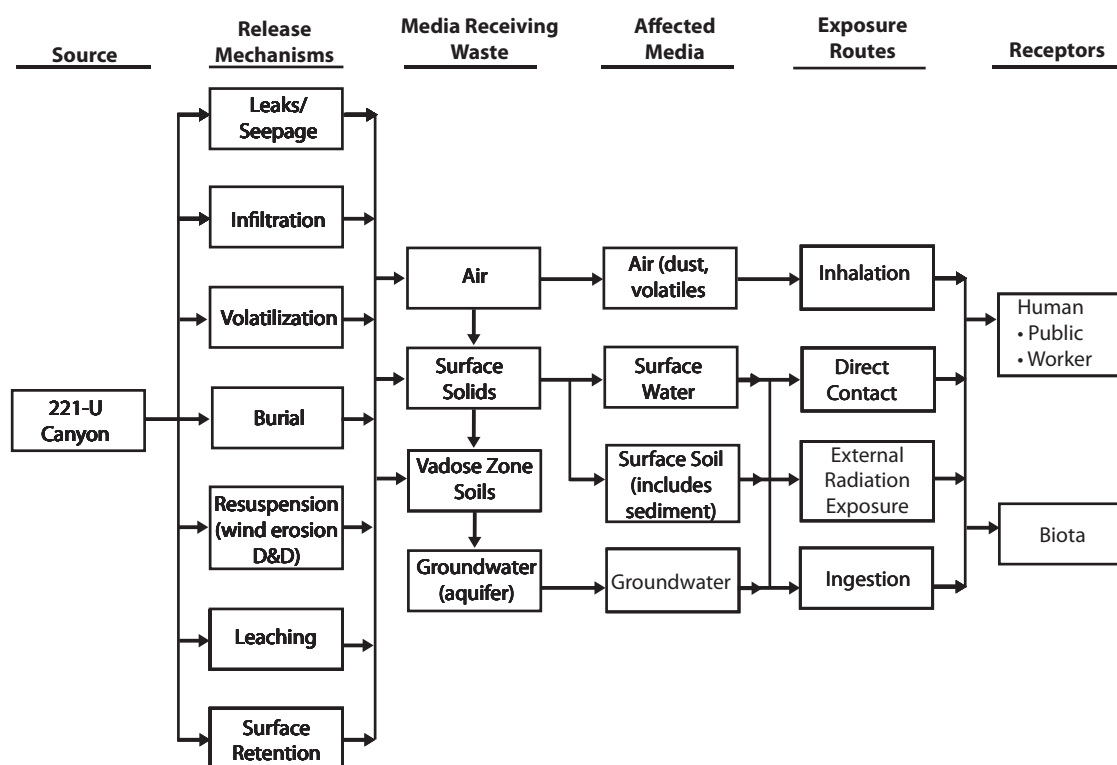 Source
Release
Mechanisms
Media Receiving
Waste
Affected
Media
Exposure
Routes
Receptors
221-U
Canyon
Leaks/
Seepage
Infiltration
Volatilization
Burial
Resuspension
(wind erosion
D&D)
Leaching
Surface
Retention
Air
Surface
Solids
Vadose Zone
Soils
Groundwater
(aquifer)
Air (dust,
volatiles
Surface
Water
Surface Soil
(includes
sediment)
Groundwater
Inhalation
Direct
Contact
External
Radiation
Exposure
Ingestion
Human
• Public
• Worker
Biota